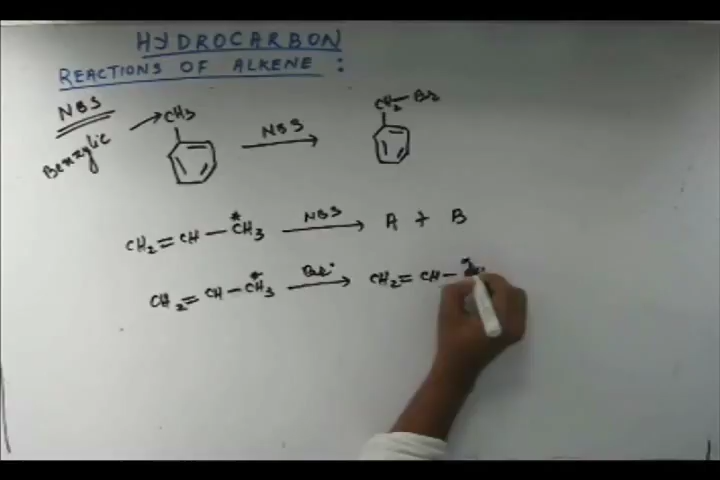 HYDROCARBON
REACTIONS OF ALKENE :
NBS
Benzylic
CH3 NBS CH2–Br
CH2=CH–*CH3 NBS A + B
CH2=CH–*CH3 Br• CH2=CH–